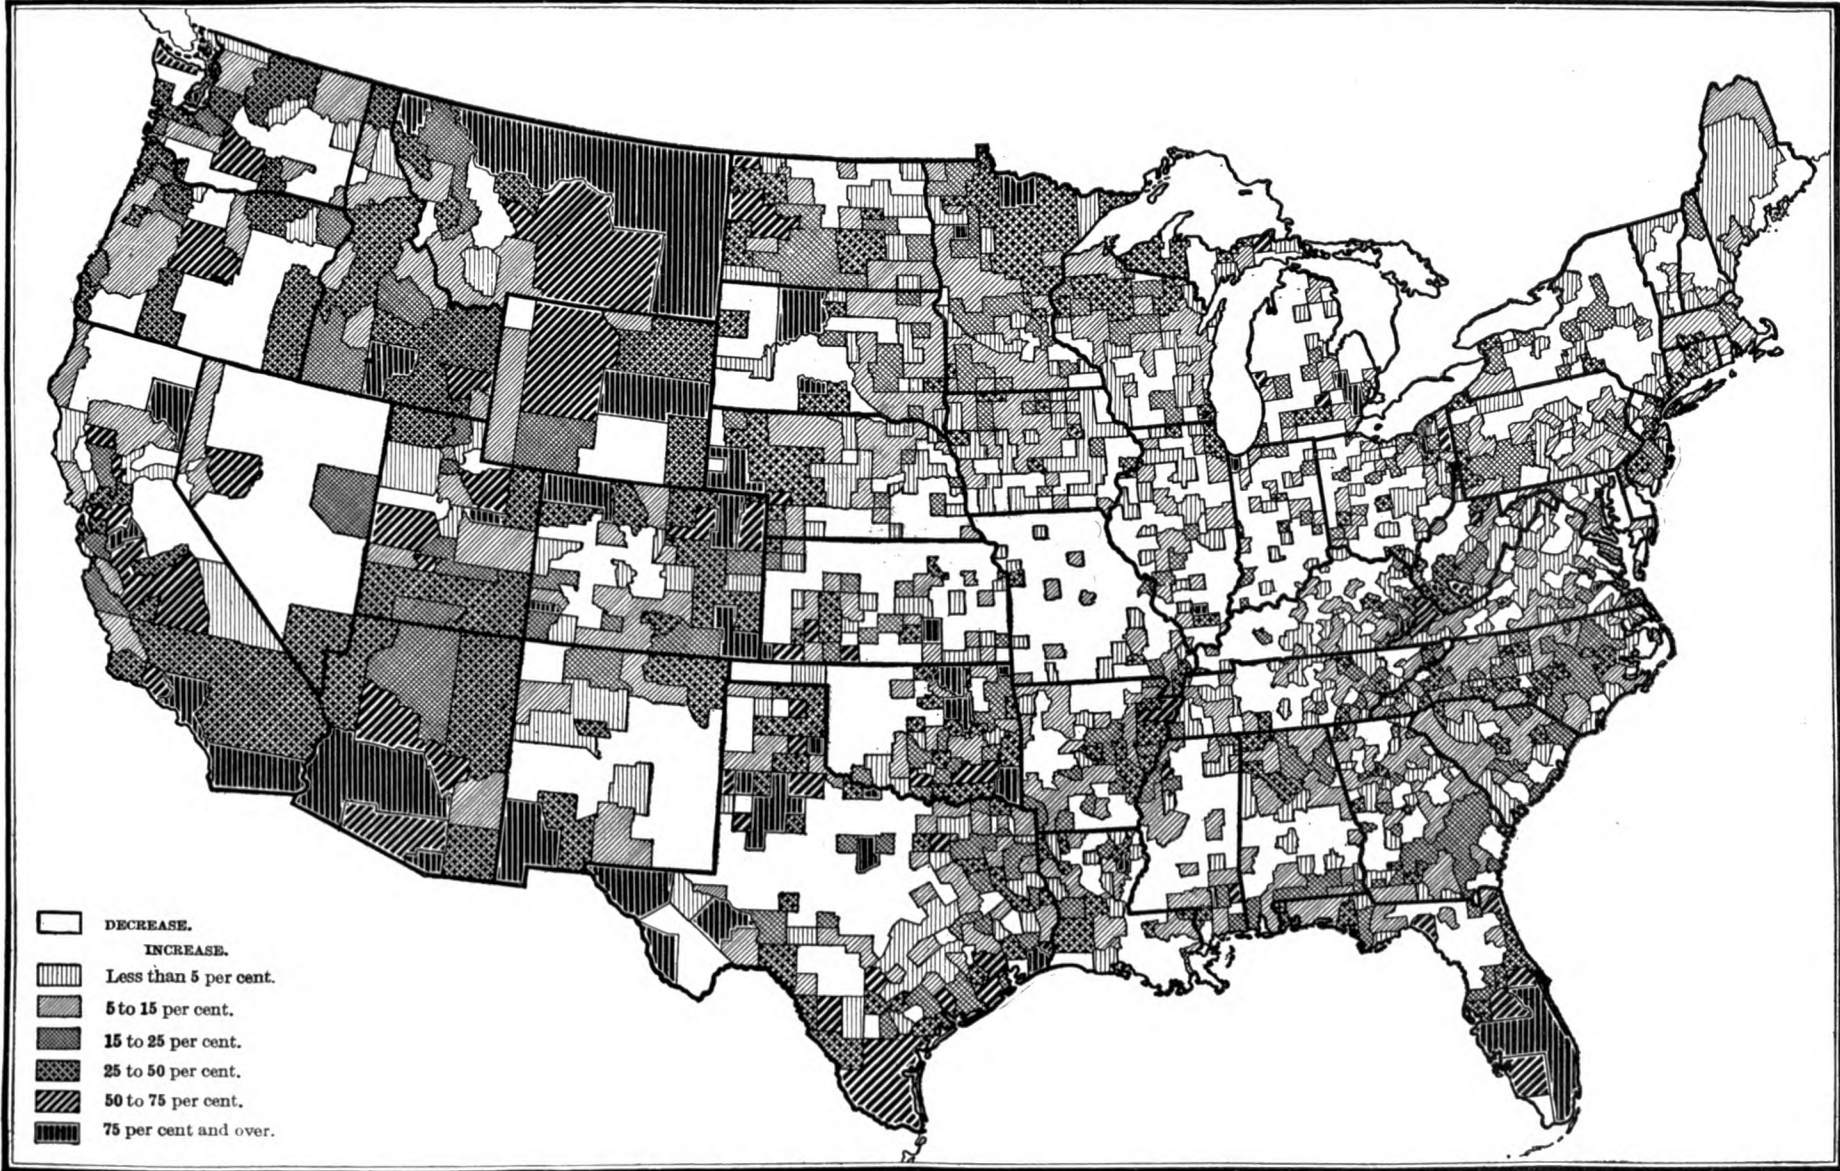 DECREASE.
INCREASE.
Less than 5 per cent.
5 to 15 per cent.
15 to 25 per cent.
25 to 50 per cent.
50 to 75 per cent.
75 per cent and over.